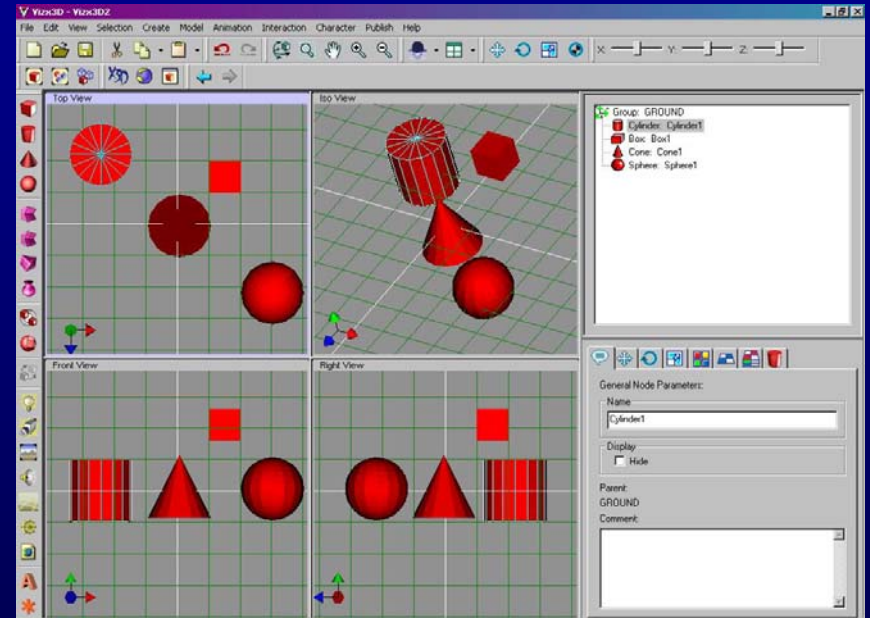 Vizx3D - Vizx3D2
File Edit View Selection Create Model Animation Interaction Character Publish Help
X Y: Z:
Top View
Iso View
Group: GROUND
Cylinder: Cylinder1
Box: Box1
Cone: Cone1
Sphere: Sphere1
Front View
Right View
General Node Parameters:
Name
Cylinder1
Display
Hide
Parent:
GROUND
Comment: